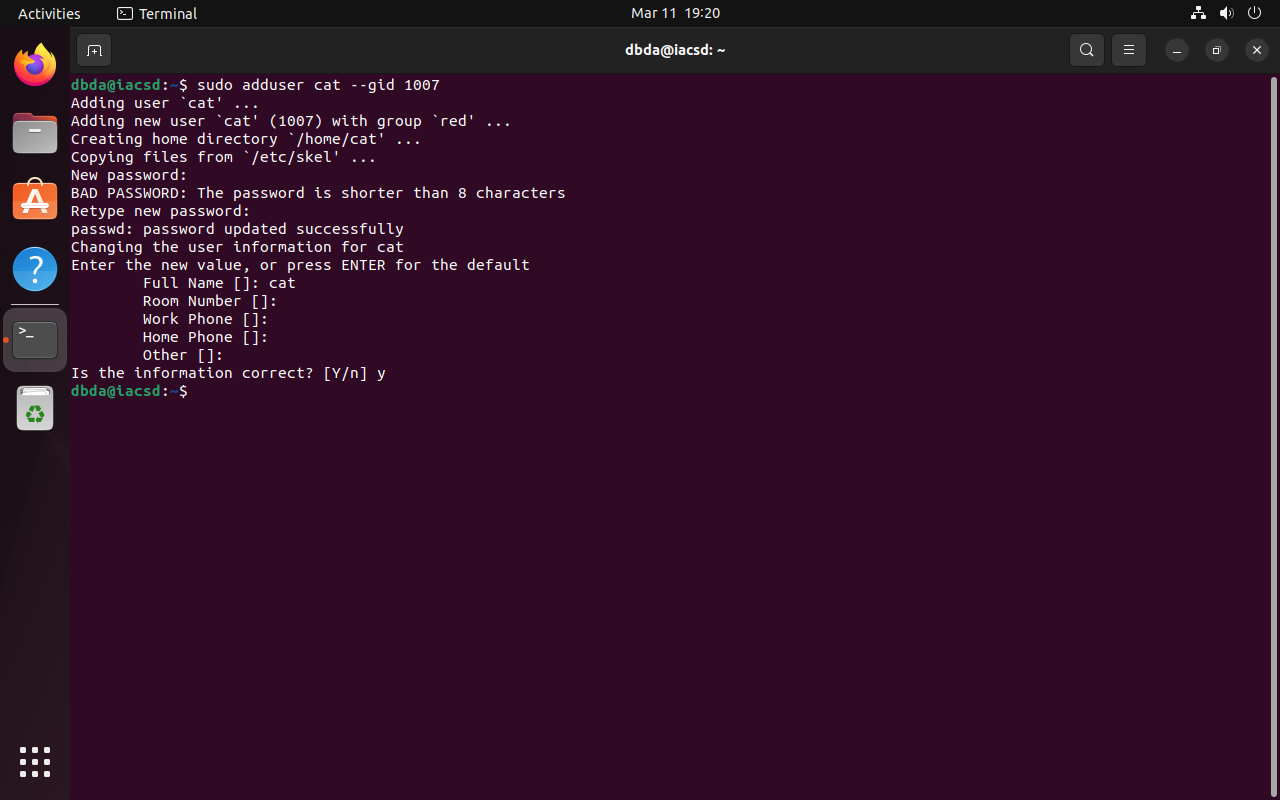 Activities Terminal Mar 11 19:20
dbda@iacsd: ~
dbda@iacsd:~$ sudo adduser cat --gid 1007
Adding user `cat' ...
Adding new user `cat' (1007) with group `red' ...
Creating home directory `/home/cat' ...
Copying files from `/etc/skel' ...
New password:
BAD PASSWORD: The password is shorter than 8 characters
Retype new password:
passwd: password updated successfully
Changing the user information for cat
Enter the new value, or press ENTER for the default
Full Name []: cat
Room Number []:
Work Phone []:
Home Phone []:
Other []:
Is the information correct? [Y/n] y
dbda@iacsd:~$